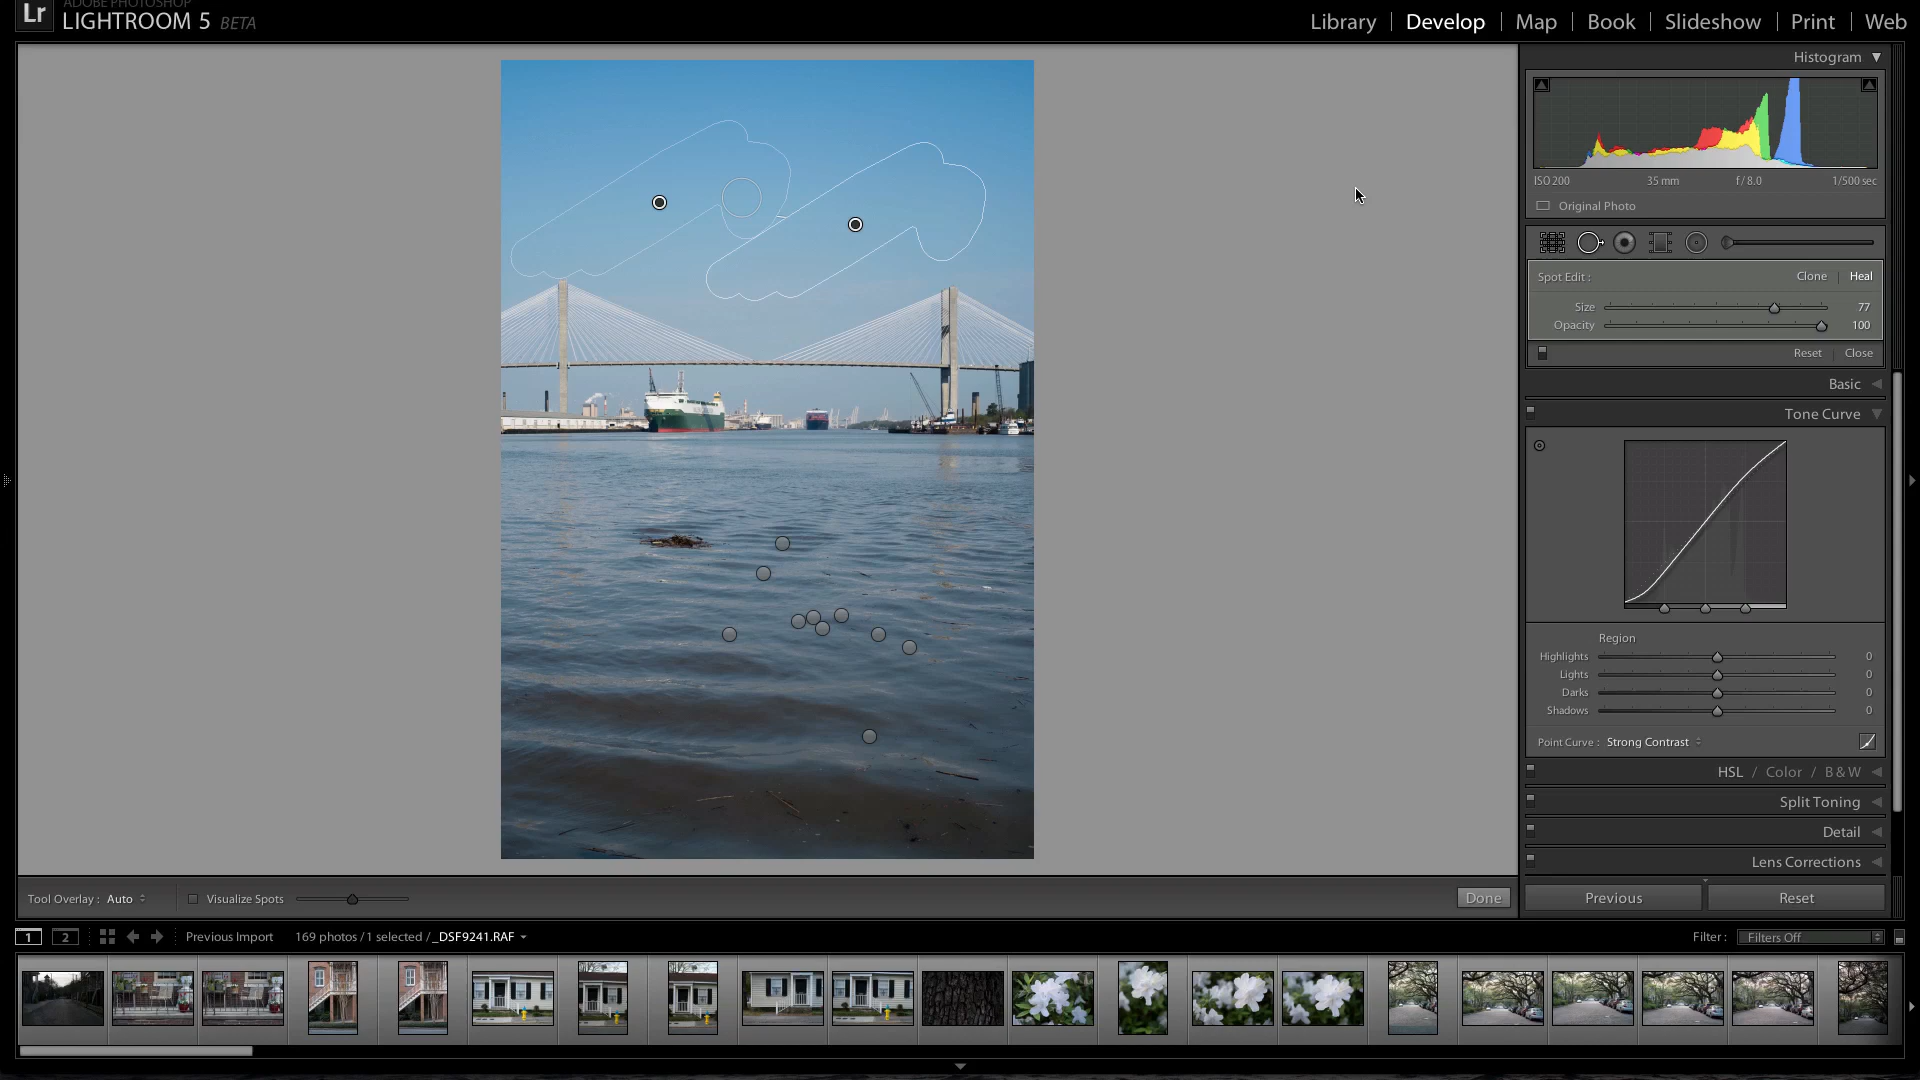 Lr ADOBE PHOTOSHOP
LIGHTROOM 5 BETA
Library | Develop | Map | Book | Slideshow | Print | Web
Histogram
ISO 200 35 mm f / 8.0 1/500 sec
Original Photo
Spot Edit : Clone | Heal
Size 77
Opacity 100
Reset | Close
Basic
Tone Curve
Region
Highlights 0
Lights 0
Darks 0
Shadows 0
Point Curve : Strong Contrast
HSL / Color / B & W
Split Toning
Detail
Lens Corrections
Tool Overlay : Auto Visualize Spots Done
Previous Reset
1 2 Previous Import 169 photos / 1 selected / _DSF9241.RAF Filter : Filters Off